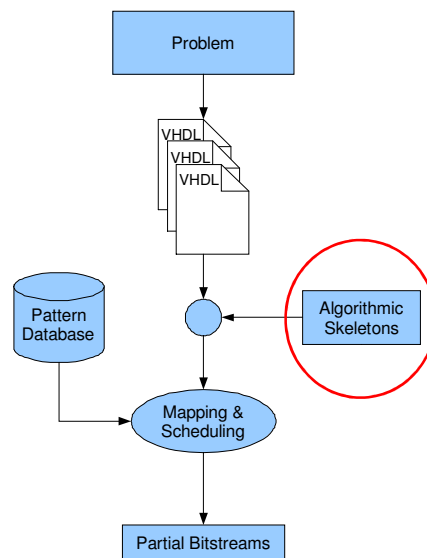 Problem
VHDL
VHDL
VHDL
Pattern
Database
Algorithmic
Skeletons
Mapping &
Scheduling
Partial Bitstreams